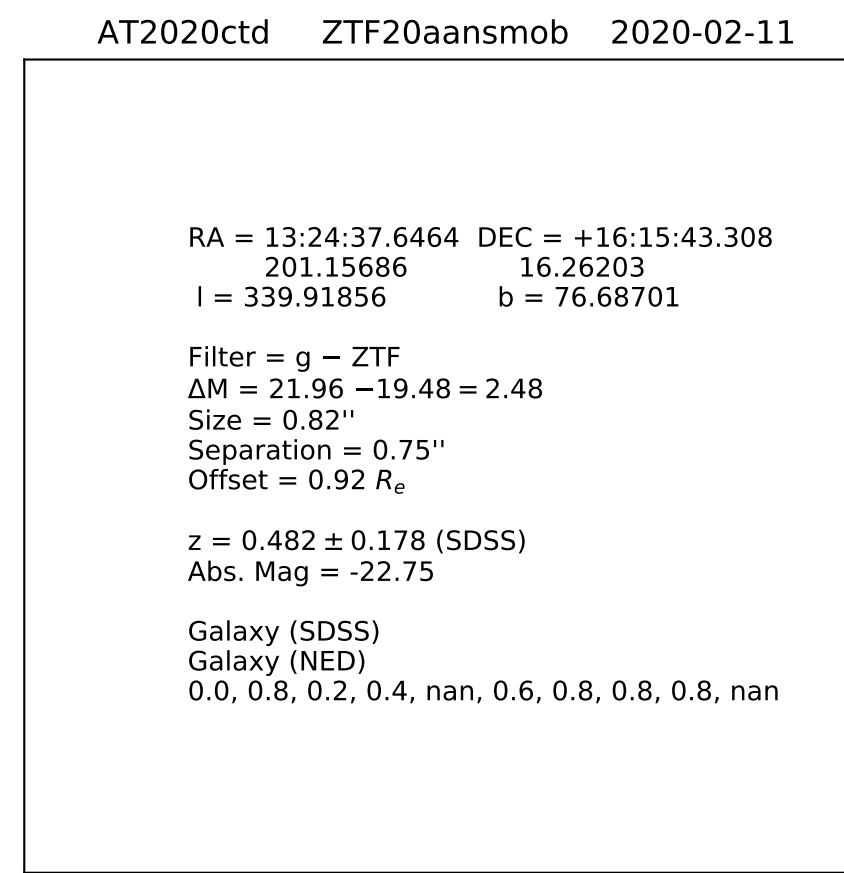 AT2020ctd ZTF20aansmob 2020-02-11
RA = 13:24:37.6464 DEC = +16:15:43.308
201.15686 16.26203
l = 339.91856 b = 76.68701
Filter = g − ZTF
ΔM = 21.96 −19.48 = 2.48
Size = 0.82''
Separation = 0.75''
Offset = 0.92 Re
z = 0.482 ± 0.178 (SDSS)
Abs. Mag = -22.75
Galaxy (SDSS)
Galaxy (NED)
0.0, 0.8, 0.2, 0.4, nan, 0.6, 0.8, 0.8, 0.8, nan